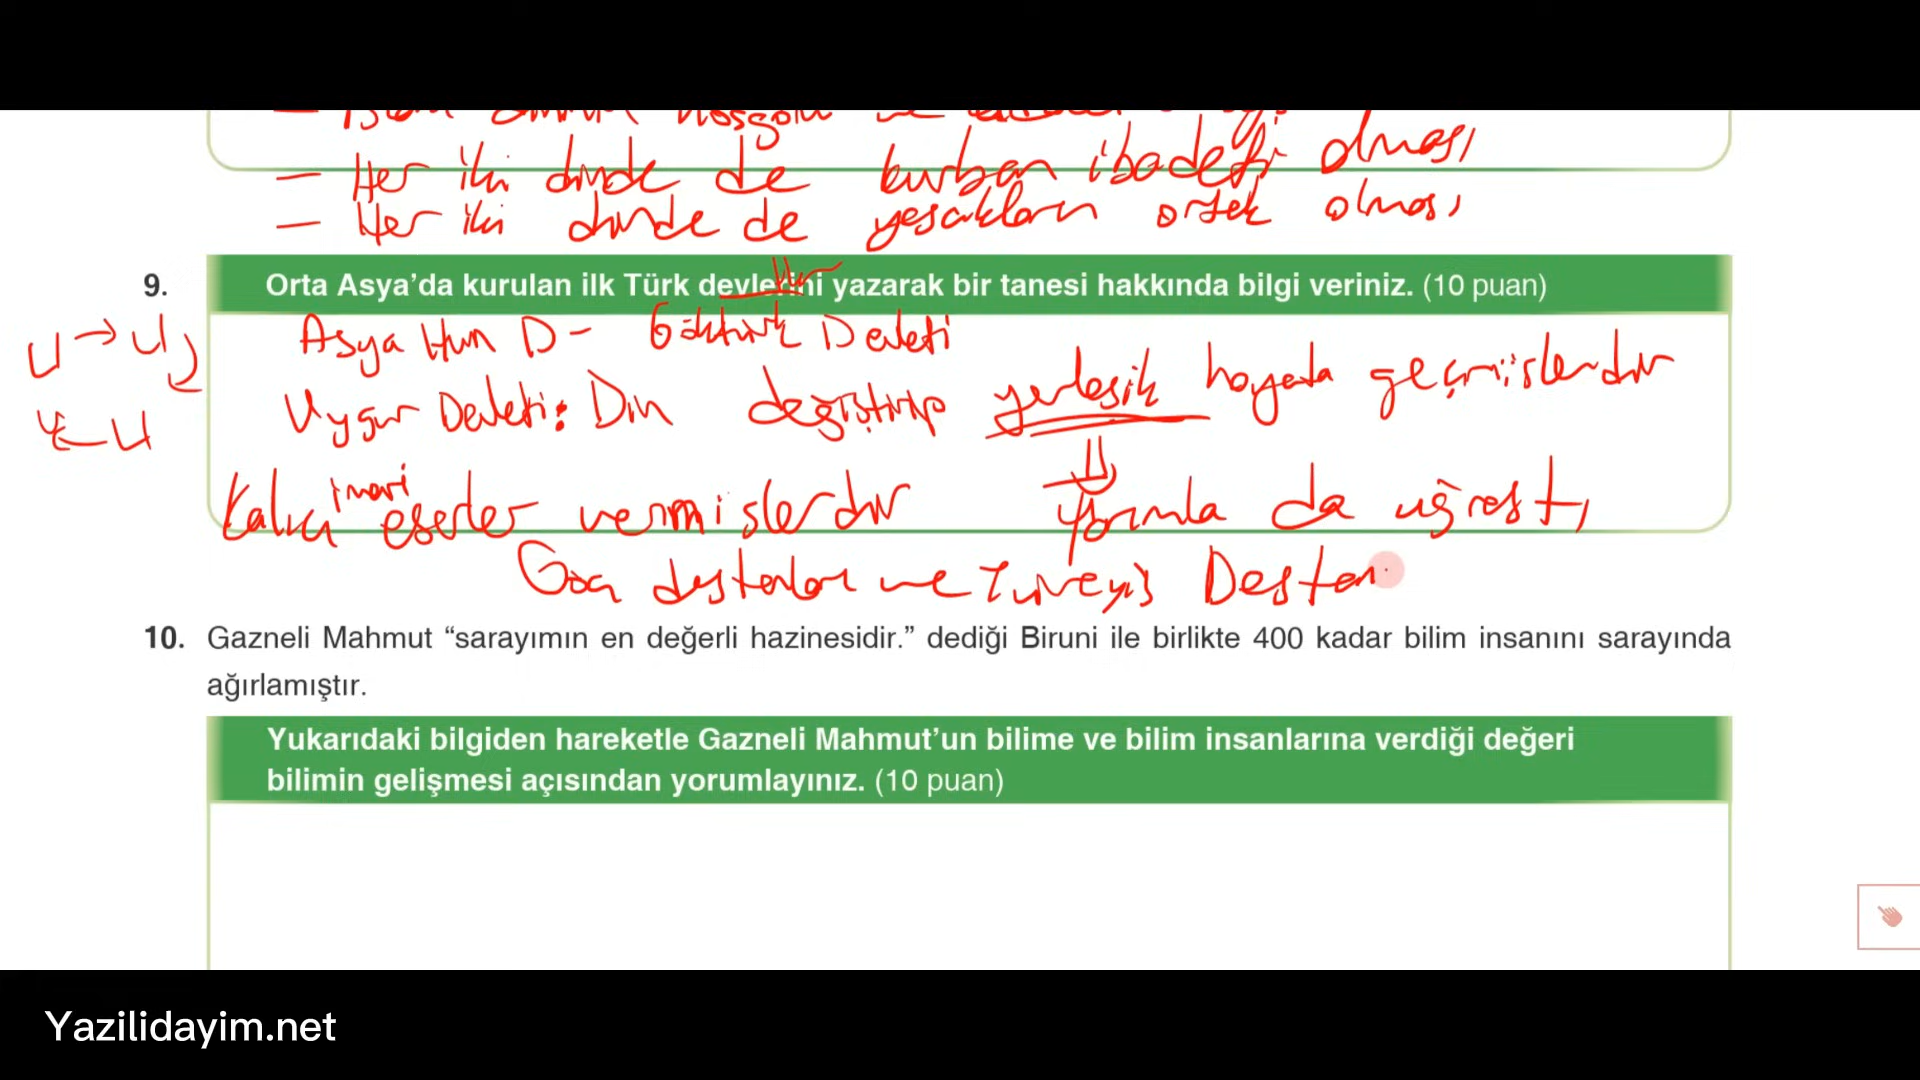 - Her iki dinde de kurban ibadeti olması
- Her iki dinde de yasakların ortak olması
9. Orta Asya'da kurulan ilk Türk devletini yazarak bir tanesi hakkında bilgi veriniz. (10 puan)
Asya Hun D - Göktürk Devleti
Uygur Devleti: Din değiştirip yerleşik hayata geçmişlerdir
Kalıcı imari eserler vermişlerdir Tarımla da uğraştı
Göç destanları ve Türeyiş Destan
10. Gazneli Mahmut “sarayımın en değerli hazinesidir.” dediği Biruni ile birlikte 400 kadar bilim insanını sarayında
ağırlamıştır.
Yukarıdaki bilgiden hareketle Gazneli Mahmut'un bilime ve bilim insanlarına verdiği değeri
bilimin gelişmesi açısından yorumlayınız. (10 puan)
Yazilidayim.net